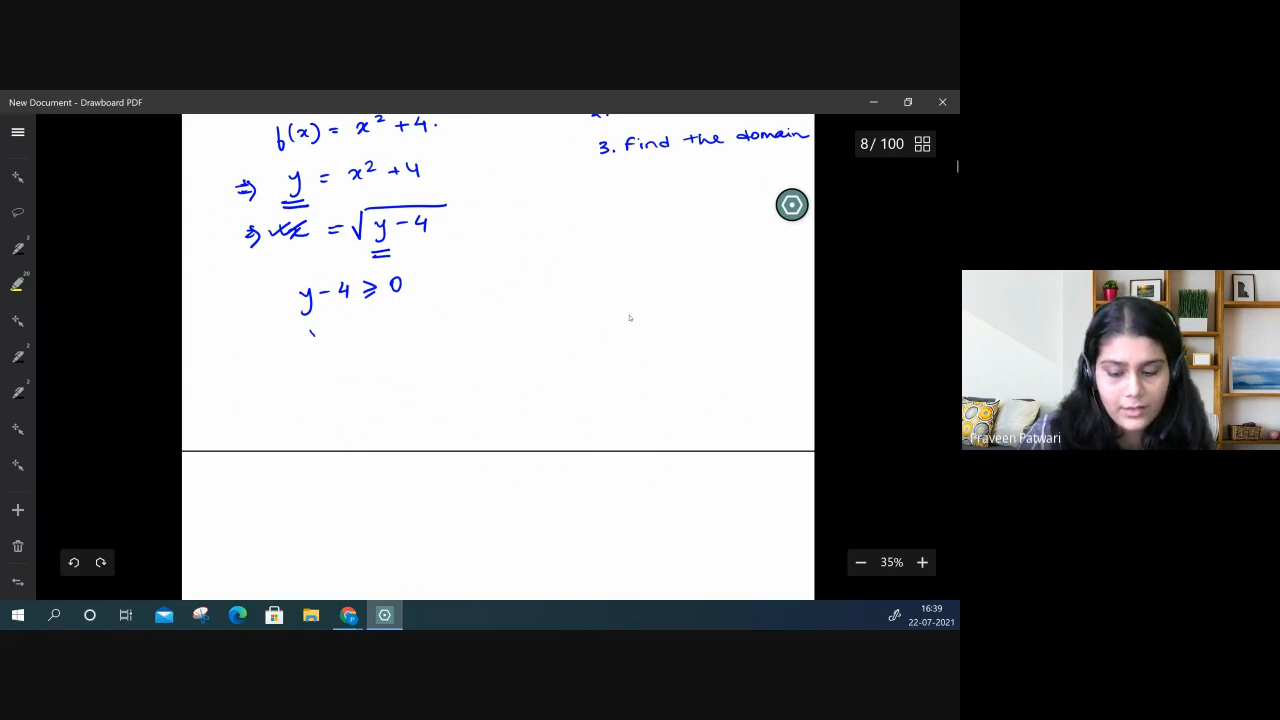 New Document - Drawboard PDF
f(x) = x² + 4.
2.
3. Find the domain
8 / 100
⇒ y = x² + 4
⇒ = √(y - 4)
y - 4 ⩾ 0
Praveen Patwari
35%
16:39
22-07-2021